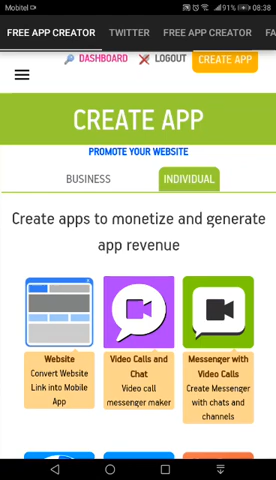 Mobitel
91% 08:38
FREE APP CREATOR TWITTER FREE APP CREATOR FA
DASHBOARD LOGOUT CREATE APP
CREATE APP
PROMOTE YOUR WEBSITE
BUSINESS INDIVIDUAL
Create apps to monetize and generate
app revenue
Website
Convert Website
Link into Mobile
App
Video Calls and
Chat
Video call
messenger maker
Messenger with
Video Calls
Create Messenger
with chats and
channels